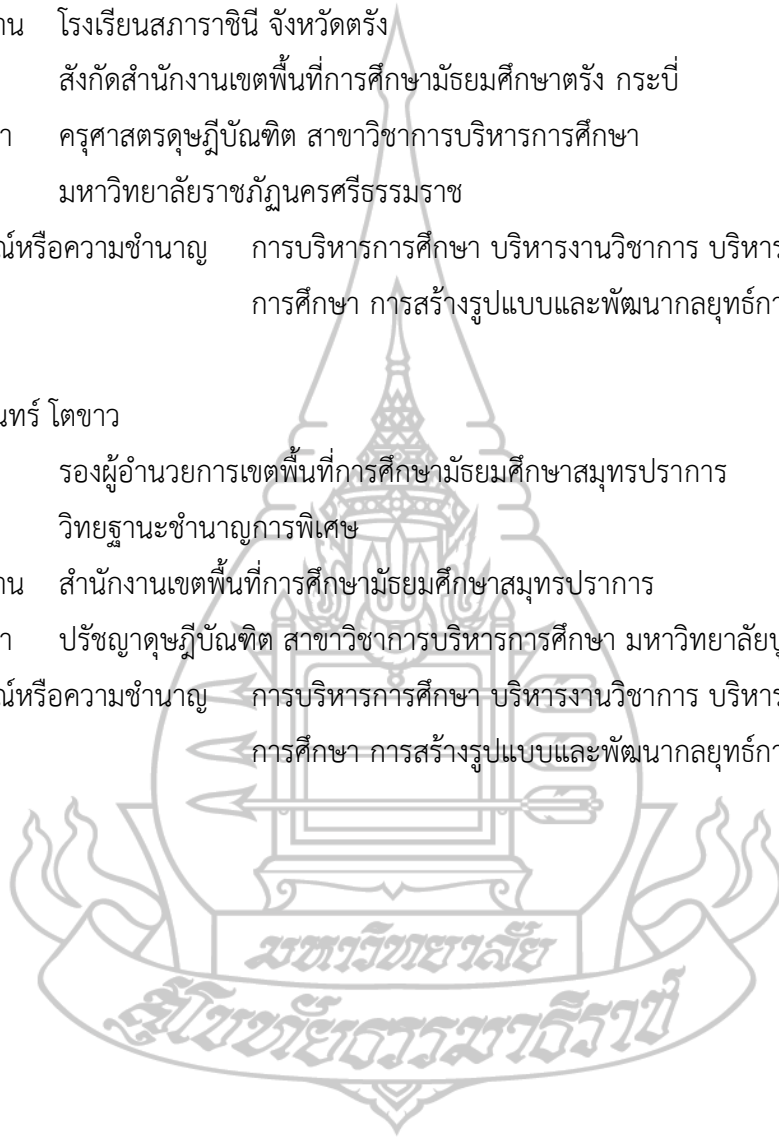 โรงเรียนสภาราชินี จังหวัดตรัง
สังกัดสำนักงานเขตพื้นที่การศึกษามัธยมศึกษาตรัง กระบี่
ครุศาสตรดุษฎีบัณฑิต สาขาวิชาการบริหารการศึกษา
มหาวิทยาลัยราชภัฏนครศรีธรรมราช
ณ์หรือความชำนาญ การบริหารการศึกษา บริหารงานวิชาการ บริหาร
การศึกษา การสร้างรูปแบบและพัฒนากลยุทธ์กา
นทร์ โตขาว
รองผู้อำนวยการเขตพื้นที่การศึกษามัธยมศึกษาสมุทรปราการ
วิทยฐานะชำนาญการพิเศษ
าน สำนักงานเขตพื้นที่การศึกษามัธยมศึกษาสมุทรปราการ
า ปรัชญาดุษฎีบัณฑิต สาขาวิชาการบริหารการศึกษา มหาวิทยาลัยบู
ณ์หรือความชำนาญ การบริหารการศึกษา บริหารงานวิชาการ บริหาร
การศึกษา การสร้างรูปแบบและพัฒนากลยุทธ์กา
มหาวิทยาลัย
สุโขทัยธรรมาธิราช